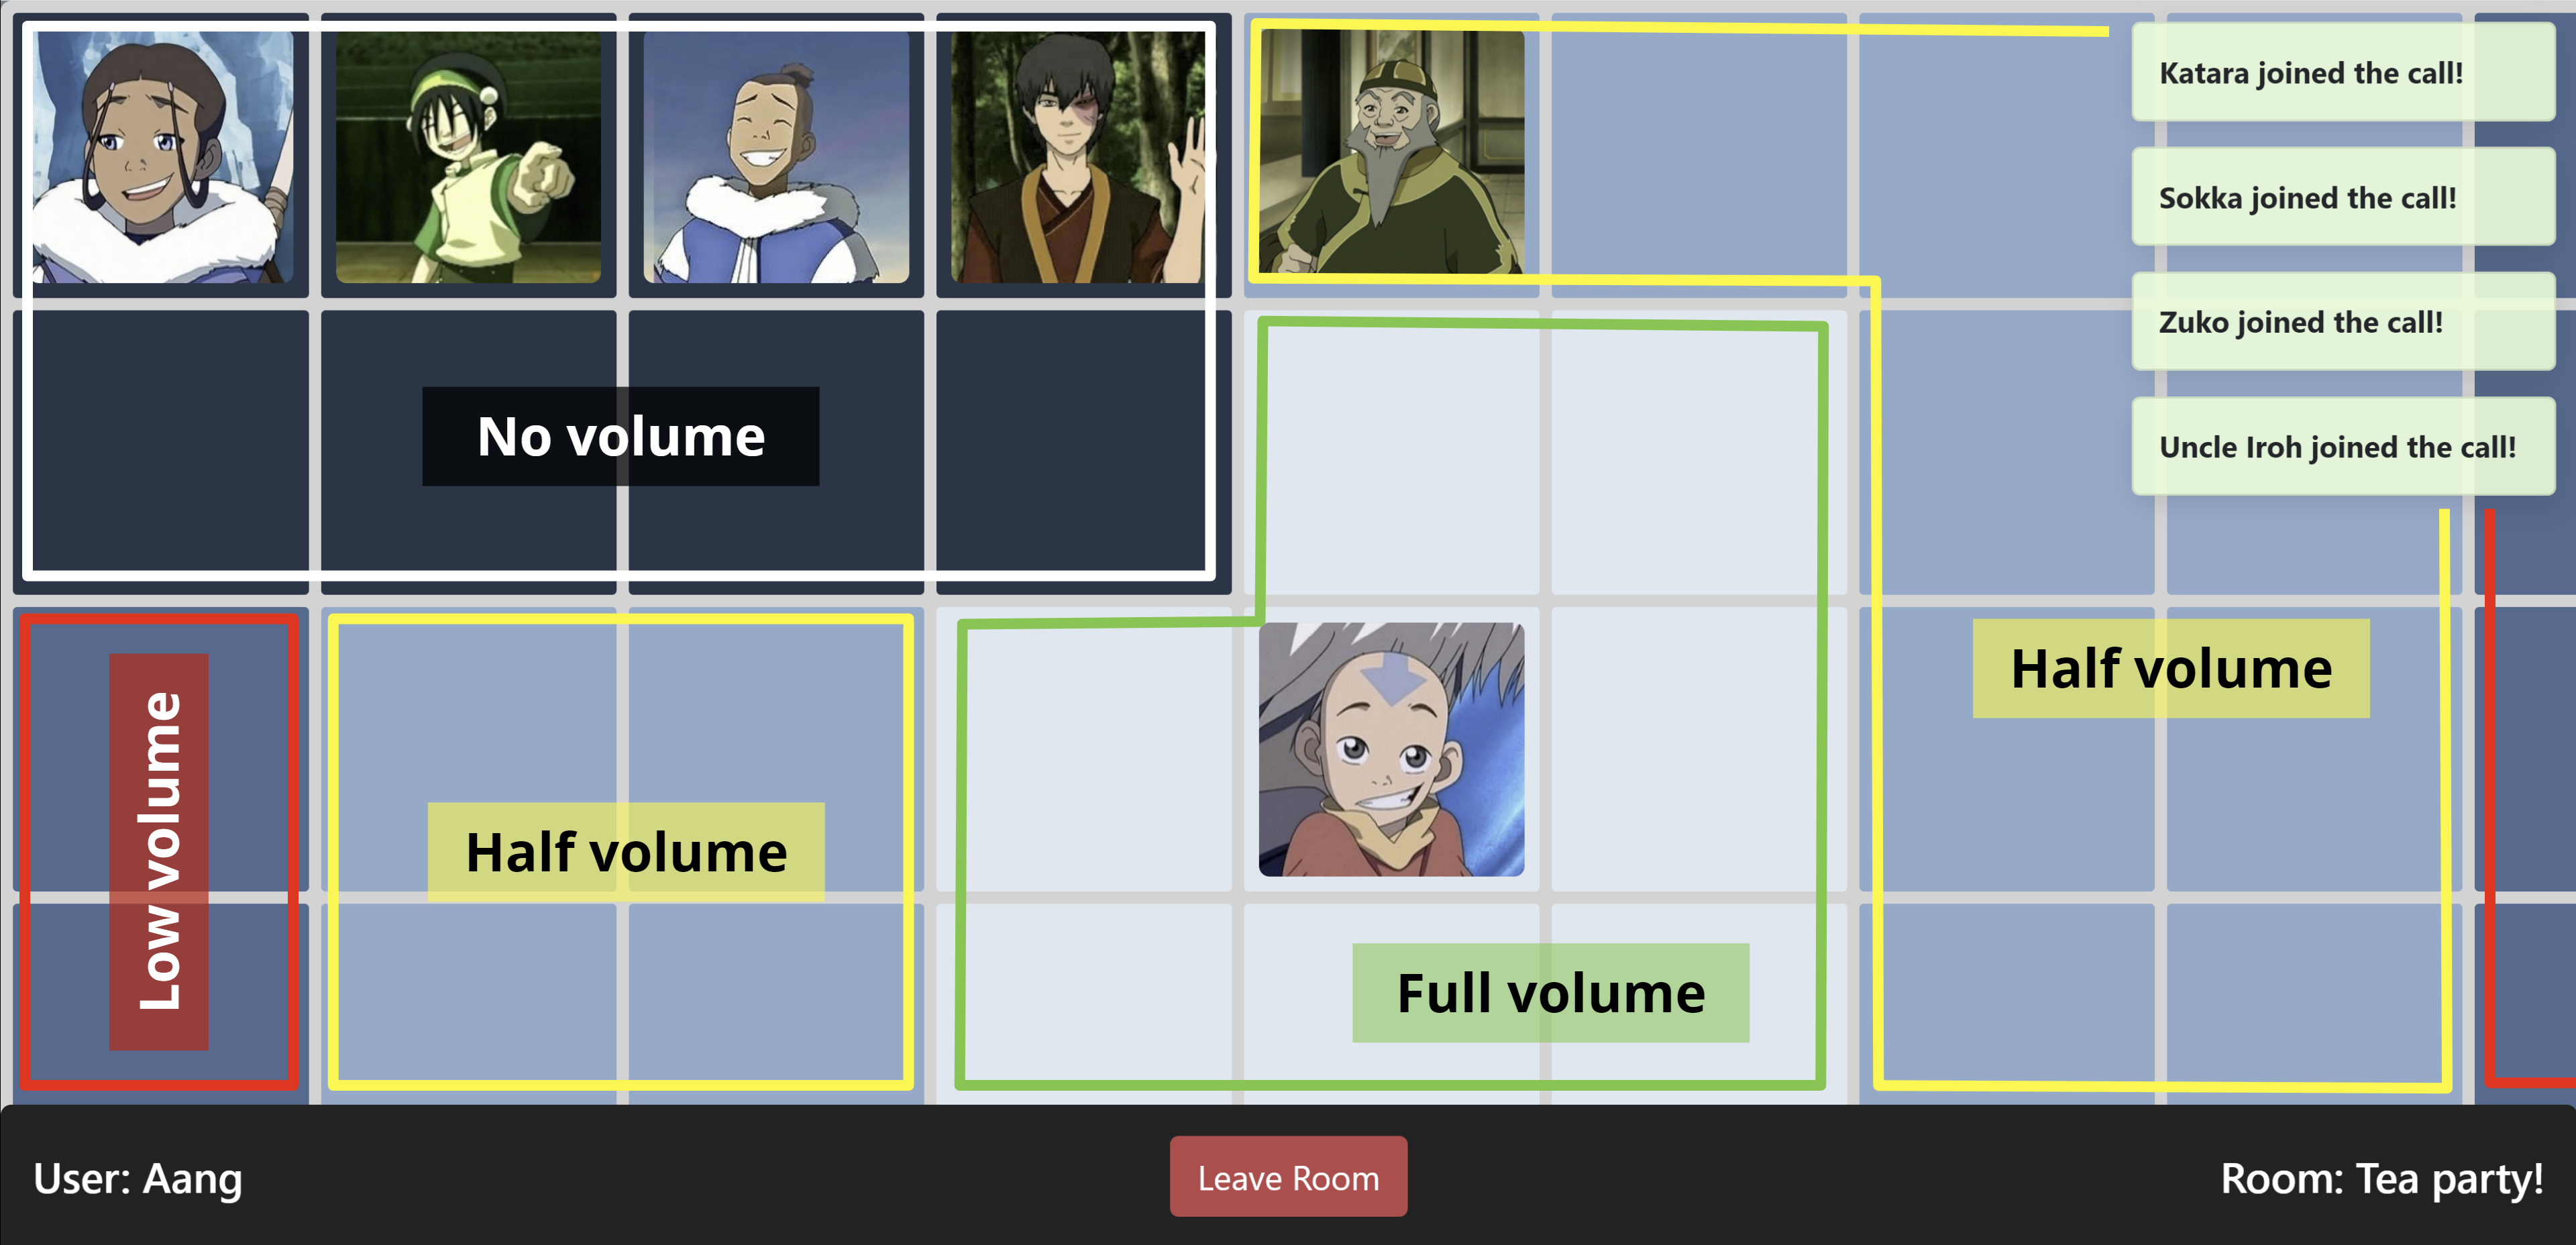 Katara joined the call!
Sokka joined the call!
Zuko joined the call!
Uncle Iroh joined the call!
No volume
Low volume
Half volume
Half volume
Full volume
User: Aang
Leave Room
Room: Tea party!